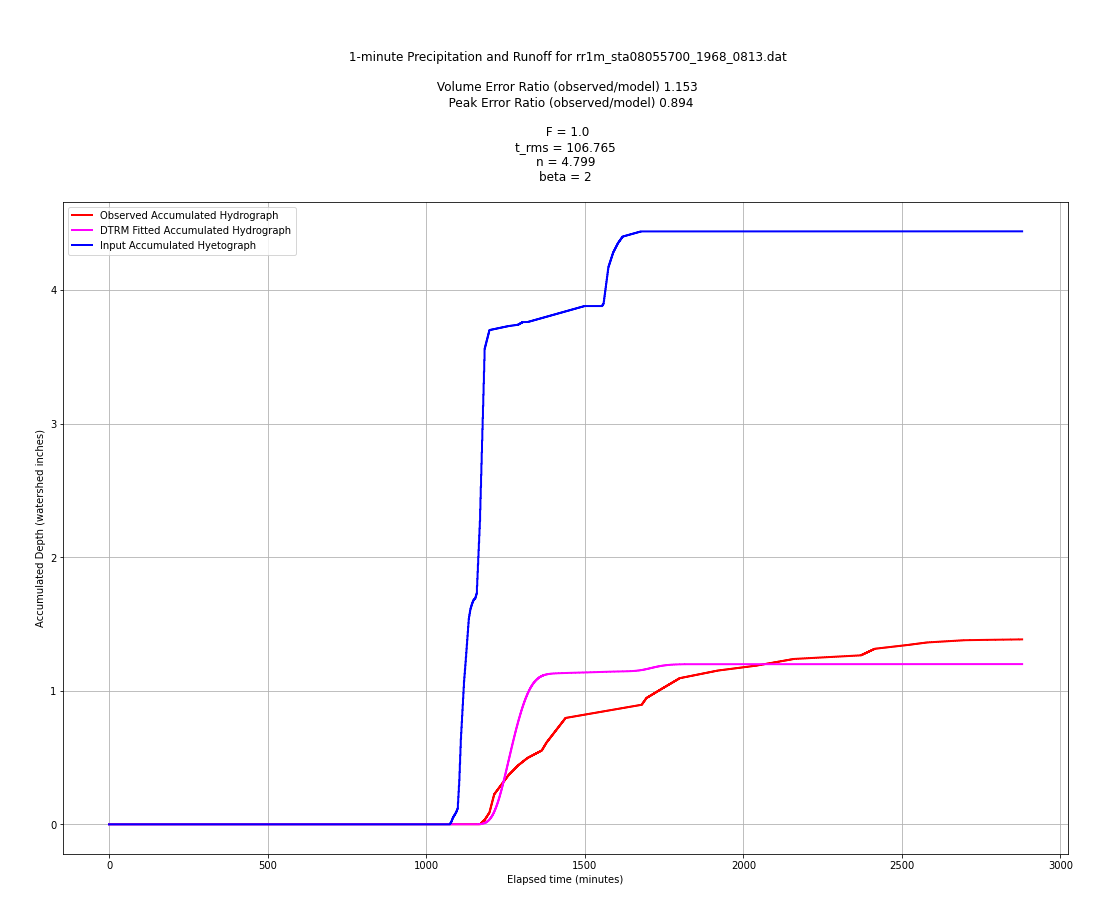 1-minute Precipitation and Runoff for rr1m_sta08055700_1968_0813.dat
Volume Error Ratio (observed/model) 1.153
Peak Error Ratio (observed/model) 0.894
F = 1.0
t_rms = 106.765
n = 4.799
beta = 2
Observed Accumulated Hydrograph
DTRM Fitted Accumulated Hydrograph
Input Accumulated Hyetograph
Accumulated Depth (watershed inches)
4
3
2
1
0
0 500 1000 1500 2000 2500 3000
Elapsed time (minutes)